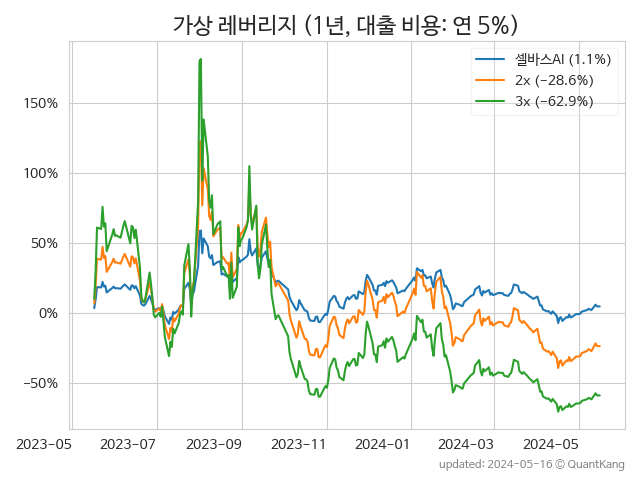 가상 레버리지 (1년, 대출 비용: 연 5%)
셀바스AI (1.1%)
2x (−28.6%)
3x (−62.9%)
150%
100%
50%
0%
−50%
2023−05 2023−07 2023−09 2023−11 2024−01 2024−03 2024−05
updated: 2024−05−16 © QuantKang